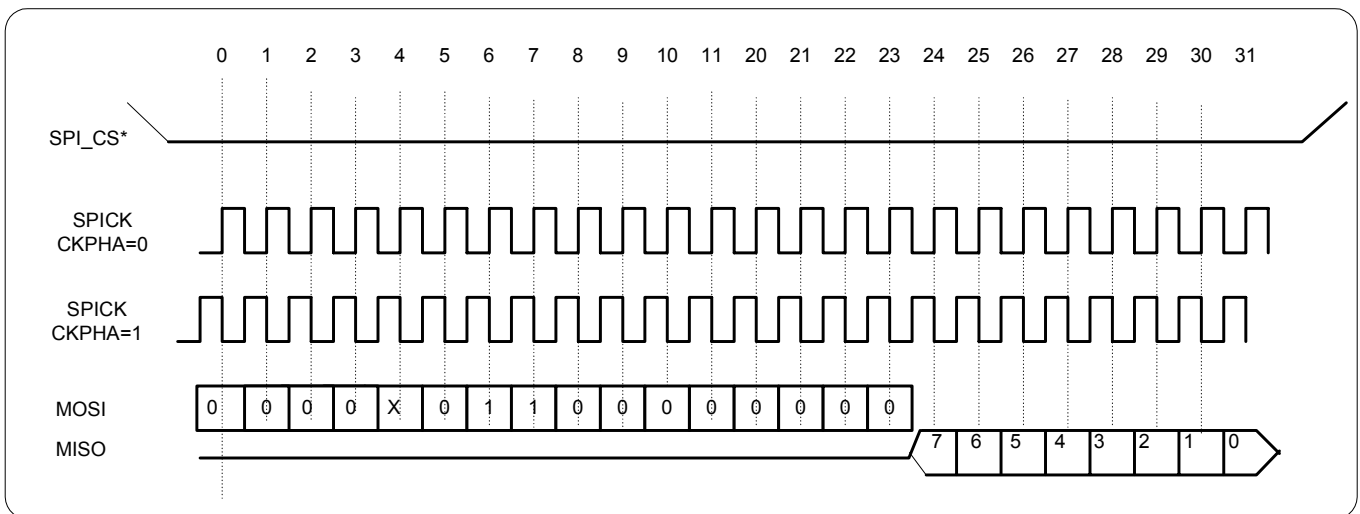 0 1 2 3 4 5 6 7 8 9 10 11 20 21 22 23 24 25 26 27 28 29 30 31
SPI_CS*
SPICK
CKPHA=0
SPICK
CKPHA=1
MOSI 0 0 0 0 X 0 1 1 0 0 0 0 0 0 0 0
MISO 7 6 5 4 3 2 1 0